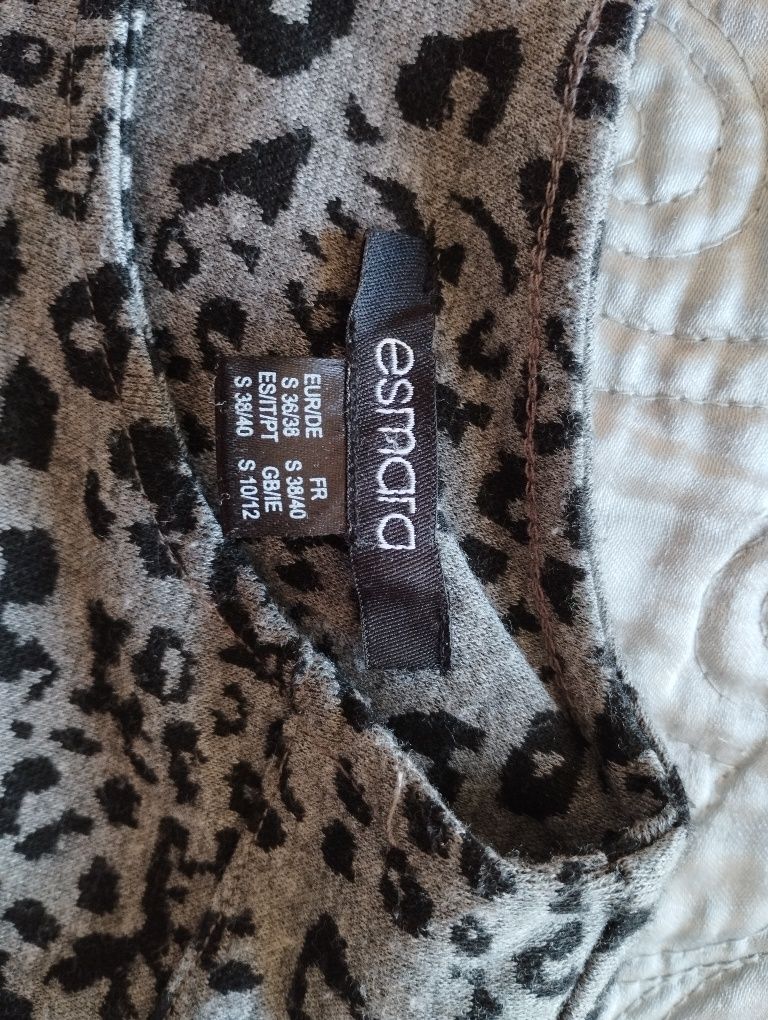 esmara
EUR/DE FR
S 36/38 S 38/40
ES/IT/PT GB/IE
S 38/40 S 10/12